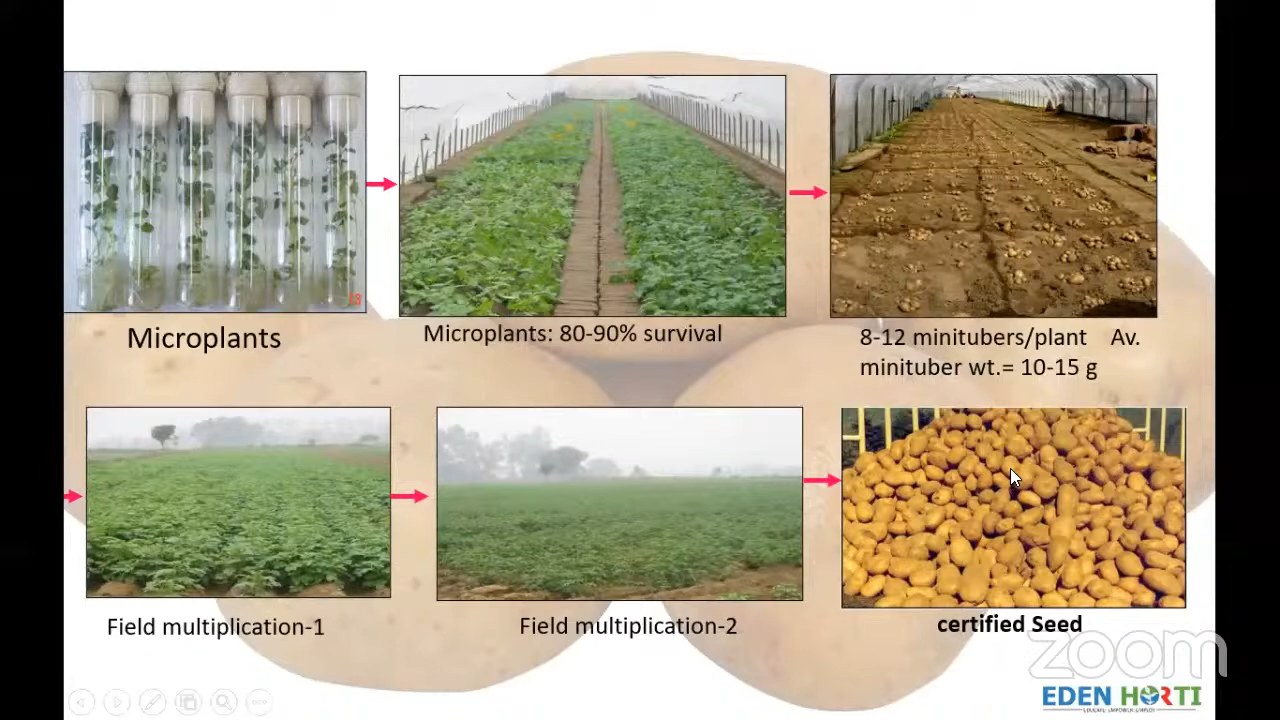 13
Microplants
Microplants: 80-90% survival
8-12 minitubers/plant Av.
minituber wt.= 10-15 g
Field multiplication-1
Field multiplication-2
certified Seed
zoom
EDEN HORTI